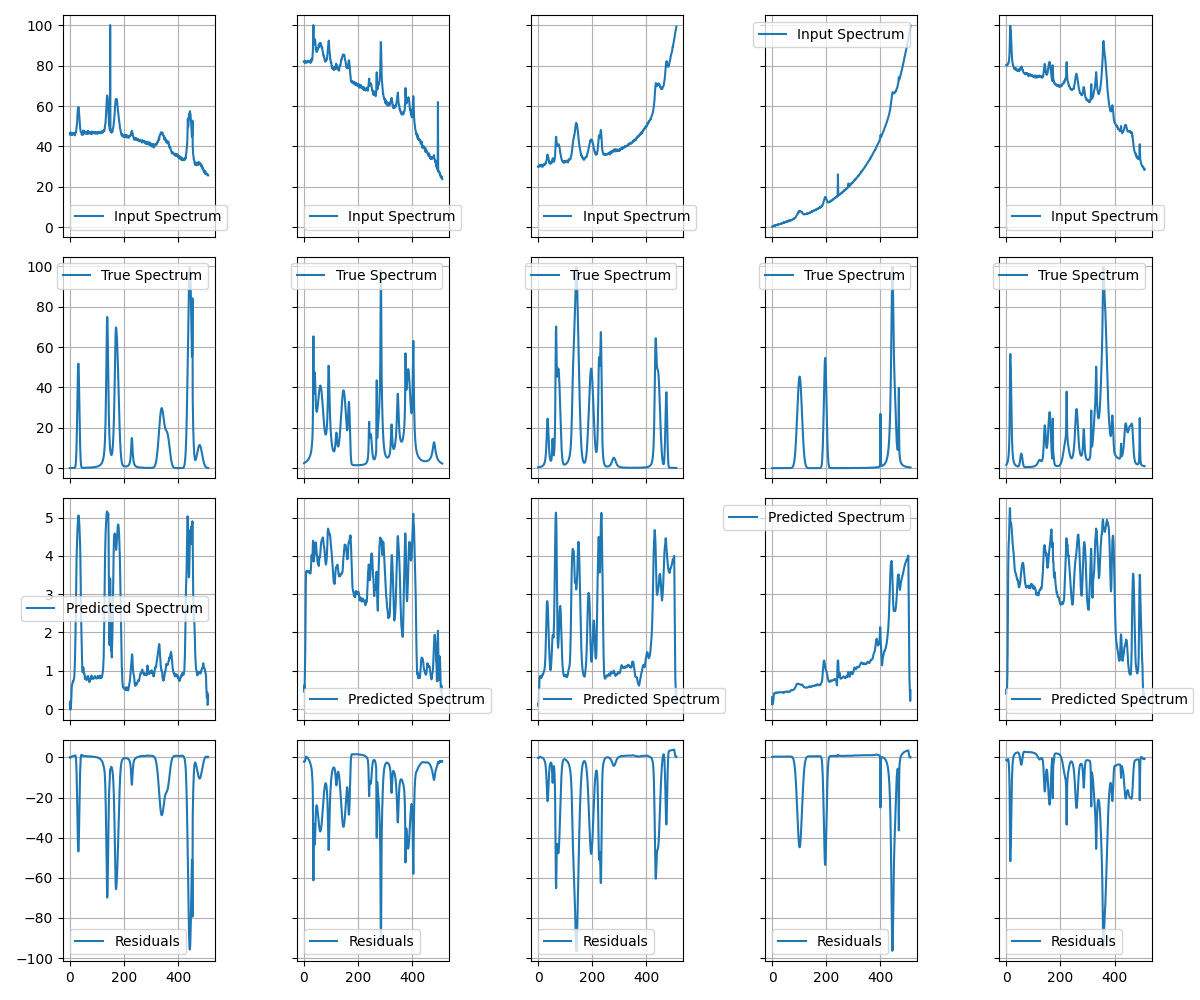 100
80
60
40
20
0
Input Spectrum
Input Spectrum
Input Spectrum
Input Spectrum
Input Spectrum
100
80
60
40
20
0
True Spectrum
True Spectrum
True Spectrum
True Spectrum
True Spectrum
5
4
3
2
1
0
Predicted Spectrum
Predicted Spectrum
Predicted Spectrum
Predicted Spectrum
Predicted Spectrum
0
−20
−40
−60
−80
−100
Residuals
Residuals
Residuals
Residuals
Residuals
0 200 400
0 200 400
0 200 400
0 200 400
0 200 400